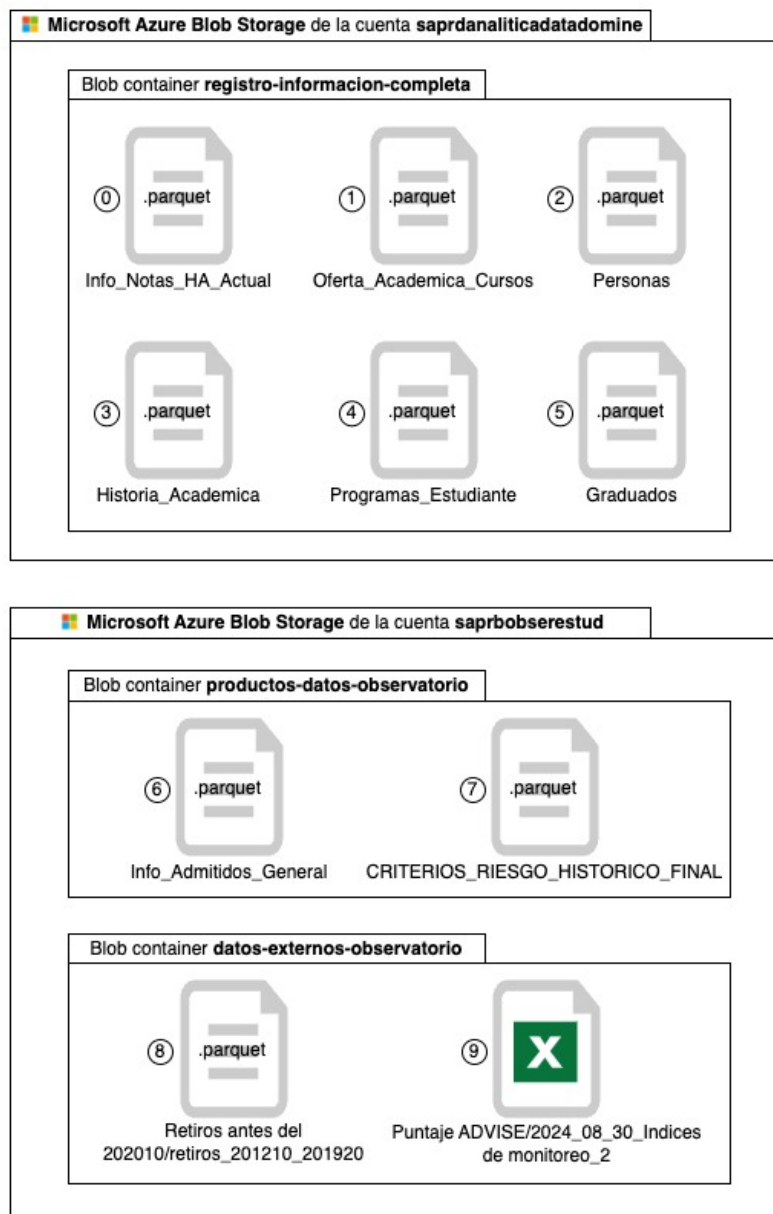 Microsoft Azure Blob Storage de la cuenta saprdanaliticadatadomine
Blob container registro-informacion-completa
0 .parquet
1 .parquet
2 .parquet
Info_Notas_HA_Actual
Oferta_Academica_Cursos
Personas
3 .parquet
4 .parquet
5 .parquet
Historia_Academica
Programas_Estudiante
Graduados
Microsoft Azure Blob Storage de la cuenta saprbobserestud
Blob container productos-datos-observatorio
6 .parquet
7 .parquet
Info_Admitidos_General
CRITERIOS_RIESGO_HISTORICO_FINAL
Blob container datos-externos-observatorio
8 .parquet
9 X
Retiros antes del
202010/retiros_201210_201920
Puntaje ADVISE/2024_08_30_Indices
de monitoreo_2